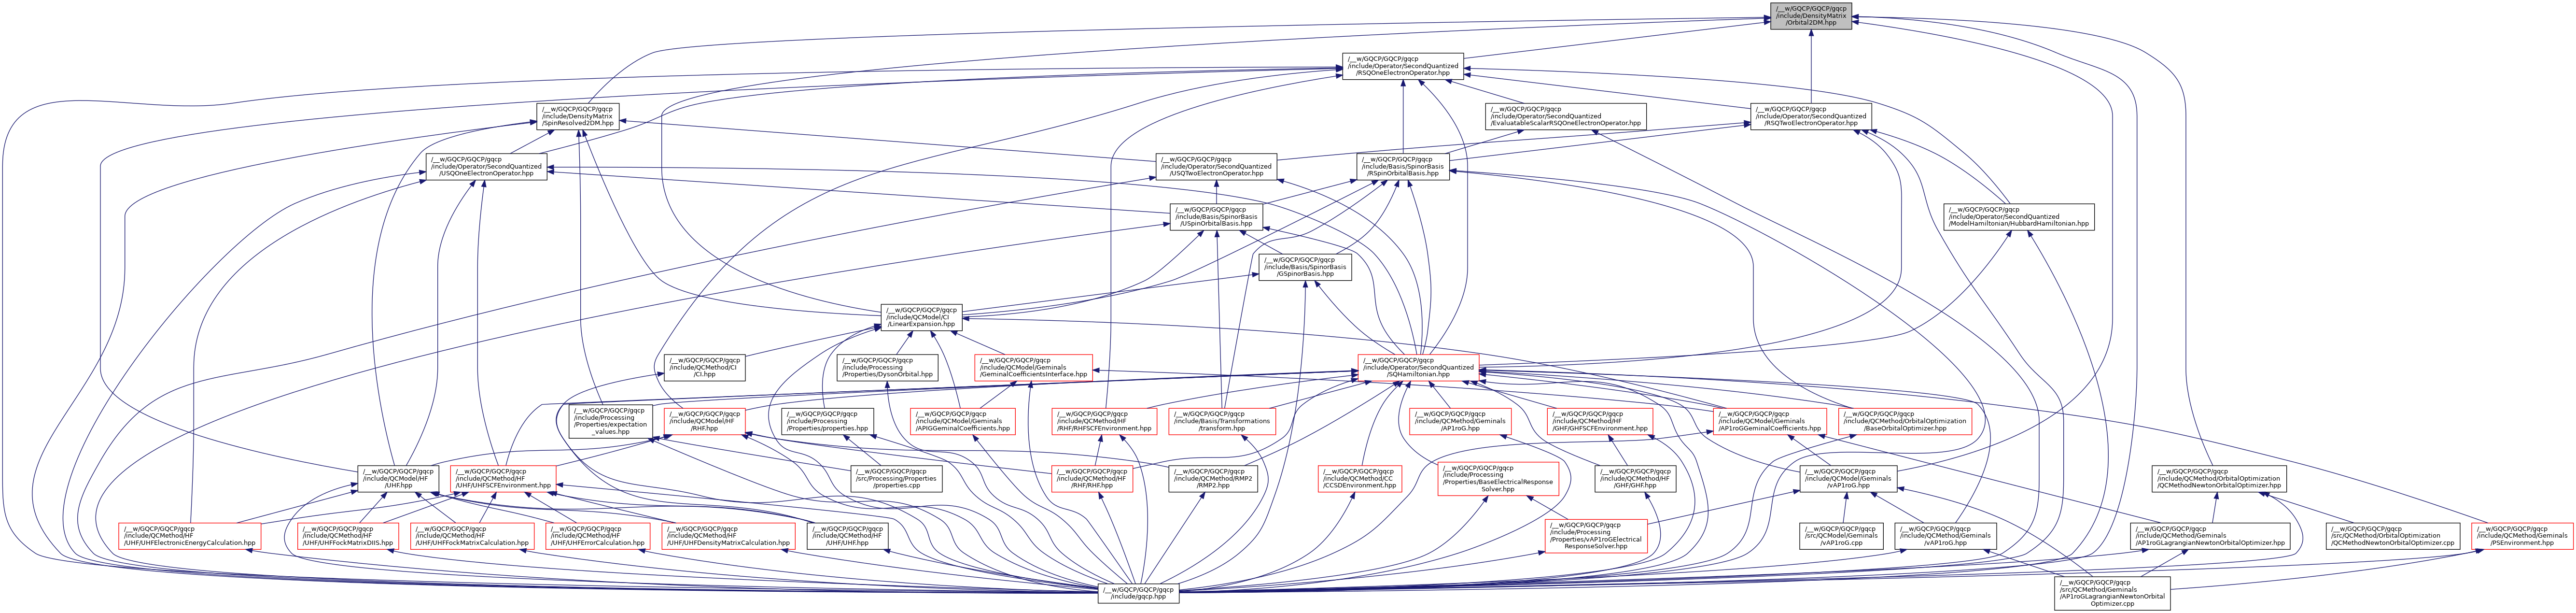 /__w/GQCP/GQCP/gqcp
/include/DensityMatrix
/Orbital2DM.hpp
/__w/GQCP/GQCP/gqcp
/include/Operator/SecondQuantized
/RSQOneElectronOperator.hpp
/__w/GQCP/GQCP/gqcp
/include/DensityMatrix
/SpinResolved2DM.hpp
/__w/GQCP/GQCP/gqcp
/include/Operator/SecondQuantized
/EvaluatableScalarRSQOneElectronOperator.hpp
/__w/GQCP/GQCP/gqcp
/include/Operator/SecondQuantized
/RSQTwoElectronOperator.hpp
/__w/GQCP/GQCP/gqcp
/include/Operator/SecondQuantized
/USQOneElectronOperator.hpp
/__w/GQCP/GQCP/gqcp
/include/Operator/SecondQuantized
/USQTwoElectronOperator.hpp
/__w/GQCP/GQCP/gqcp
/include/Basis/SpinorBasis
/RSpinOrbitalBasis.hpp
/__w/GQCP/GQCP/gqcp
/include/Basis/SpinorBasis
/USpinOrbitalBasis.hpp
/__w/GQCP/GQCP/gqcp
/include/Operator/SecondQuantized
/ModelHamiltonian/HubbardHamiltonian.hpp
/__w/GQCP/GQCP/gqcp
/include/Basis/SpinorBasis
/GSpinorBasis.hpp
/__w/GQCP/GQCP/gqcp
/include/QCModel/CI
/LinearExpansion.hpp
/__w/GQCP/GQCP/gqcp
/include/QCMethod/CI
/CI.hpp
/__w/GQCP/GQCP/gqcp
/include/Processing
/Properties/DysonOrbital.hpp
/__w/GQCP/GQCP/gqcp
/include/QCModel/Geminals
/GeminalCoefficientsInterface.hpp
/__w/GQCP/GQCP/gqcp
/include/Operator/SecondQuantized
/SQHamiltonian.hpp
/__w/GQCP/GQCP/gqcp
/include/Processing
/Properties/expectation
_values.hpp
/__w/GQCP/GQCP/gqcp
/include/QCModel/HF
/RHF.hpp
/__w/GQCP/GQCP/gqcp
/include/Processing
/Properties/properties.hpp
/__w/GQCP/GQCP/gqcp
/include/QCModel/Geminals
/APIGGeminalCoefficients.hpp
/__w/GQCP/GQCP/gqcp
/include/QCMethod/HF
/RHF/RHFSCFEnvironment.hpp
/__w/GQCP/GQCP/gqcp
/include/Basis/Transformations
/transform.hpp
/__w/GQCP/GQCP/gqcp
/include/QCMethod/Geminals
/AP1roG.hpp
/__w/GQCP/GQCP/gqcp
/include/QCMethod/HF
/GHF/GHFSCFEnvironment.hpp
/__w/GQCP/GQCP/gqcp
/include/QCModel/Geminals
/AP1roGGeminalCoefficients.hpp
/__w/GQCP/GQCP/gqcp
/include/QCMethod/OrbitalOptimization
/BaseOrbitalOptimizer.hpp
/__w/GQCP/GQCP/gqcp
/include/QCModel/HF
/UHF.hpp
/__w/GQCP/GQCP/gqcp
/include/QCMethod/HF
/UHF/UHFSCFEnvironment.hpp
/__w/GQCP/GQCP/gqcp
/src/Processing/Properties
/properties.cpp
/__w/GQCP/GQCP/gqcp
/include/QCMethod/HF
/RHF/RHF.hpp
/__w/GQCP/GQCP/gqcp
/include/QCMethod/RMP2
/RMP2.hpp
/__w/GQCP/GQCP/gqcp
/include/QCMethod/CC
/CCSDEnvironment.hpp
/__w/GQCP/GQCP/gqcp
/include/Processing
/Properties/BaseElectricalResponse
Solver.hpp
/__w/GQCP/GQCP/gqcp
/include/QCMethod/HF
/GHF/GHF.hpp
/__w/GQCP/GQCP/gqcp
/include/QCModel/Geminals
/vAP1roG.hpp
/__w/GQCP/GQCP/gqcp
/include/QCMethod/OrbitalOptimization
/QCMethodNewtonOrbitalOptimizer.hpp
/__w/GQCP/GQCP/gqcp
/include/QCMethod/HF
/UHF/UHFElectronicEnergyCalculation.hpp
/__w/GQCP/GQCP/gqcp
/include/QCMethod/HF
/UHF/UHFFockMatrixDIIS.hpp
/__w/GQCP/GQCP/gqcp
/include/QCMethod/HF
/UHF/UHFFockMatrixCalculation.hpp
/__w/GQCP/GQCP/gqcp
/include/QCMethod/HF
/UHF/UHFErrorCalculation.hpp
/__w/GQCP/GQCP/gqcp
/include/QCMethod/HF
/UHF/UHFDensityMatrixCalculation.hpp
/__w/GQCP/GQCP/gqcp
/include/QCMethod/HF
/UHF/UHF.hpp
/__w/GQCP/GQCP/gqcp
/include/Processing
/Properties/vAP1roGElectrical
ResponseSolver.hpp
/__w/GQCP/GQCP/gqcp
/src/QCModel/Geminals
/vAP1roG.cpp
/__w/GQCP/GQCP/gqcp
/include/QCMethod/Geminals
/vAP1roG.hpp
/__w/GQCP/GQCP/gqcp
/include/QCMethod/Geminals
/AP1roGLagrangianNewtonOrbitalOptimizer.hpp
/__w/GQCP/GQCP/gqcp
/src/QCMethod/OrbitalOptimization
/QCMethodNewtonOrbitalOptimizer.cpp
/__w/GQCP/GQCP/gqcp
/include/QCMethod/Geminals
/PSEnvironment.hpp
/__w/GQCP/GQCP/gqcp
/include/gqcp.hpp
/__w/GQCP/GQCP/gqcp
/src/QCMethod/Geminals
/AP1roGLagrangianNewtonOrbital
Optimizer.cpp